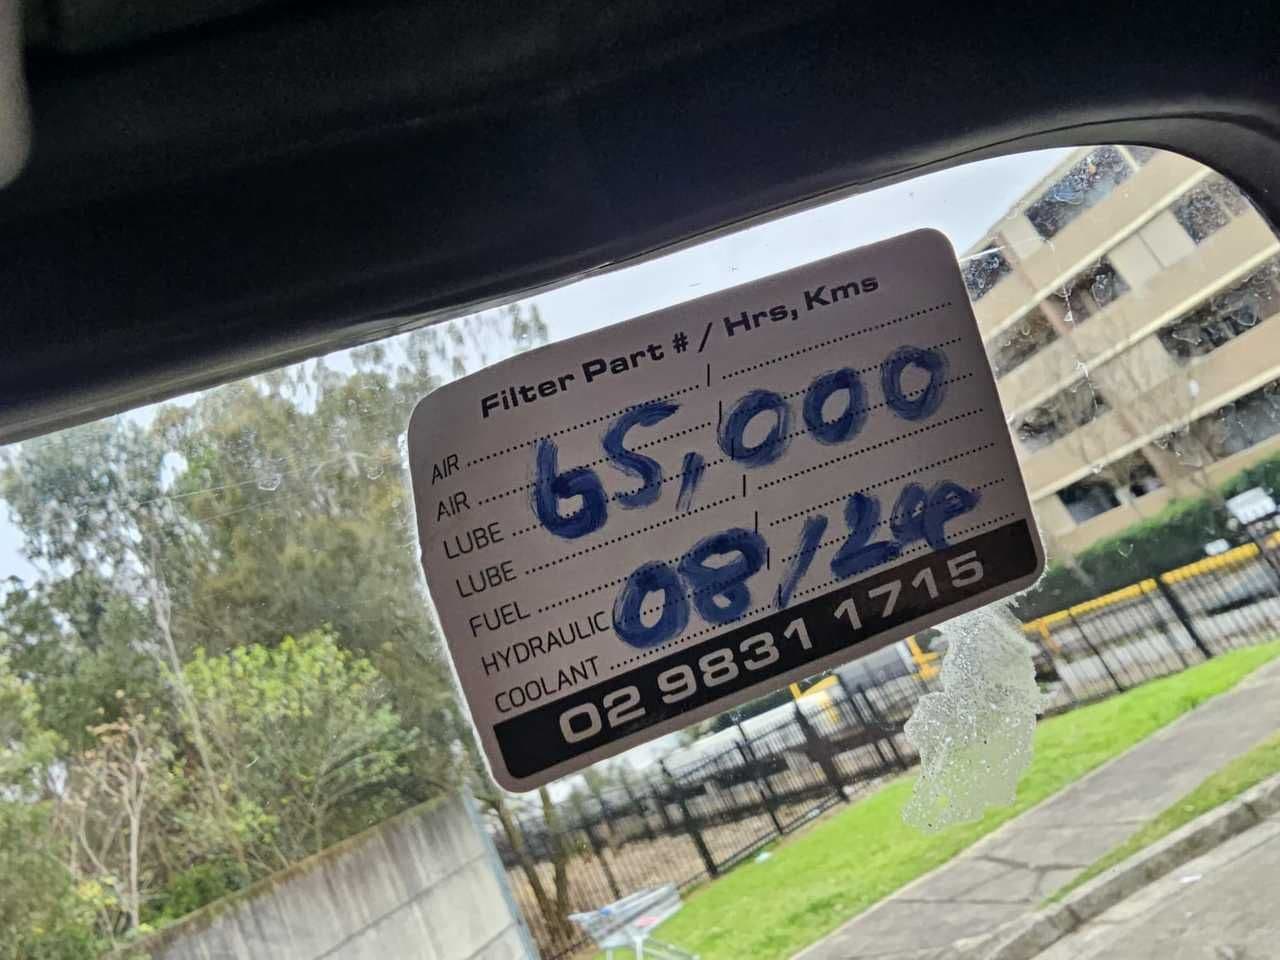 Filter Part # / Hrs, Kms
AIR
AIR
65,000
LUBE
LUBE
FUEL
HYDRAULIC
08/24
COOLANT
02 9831 1715